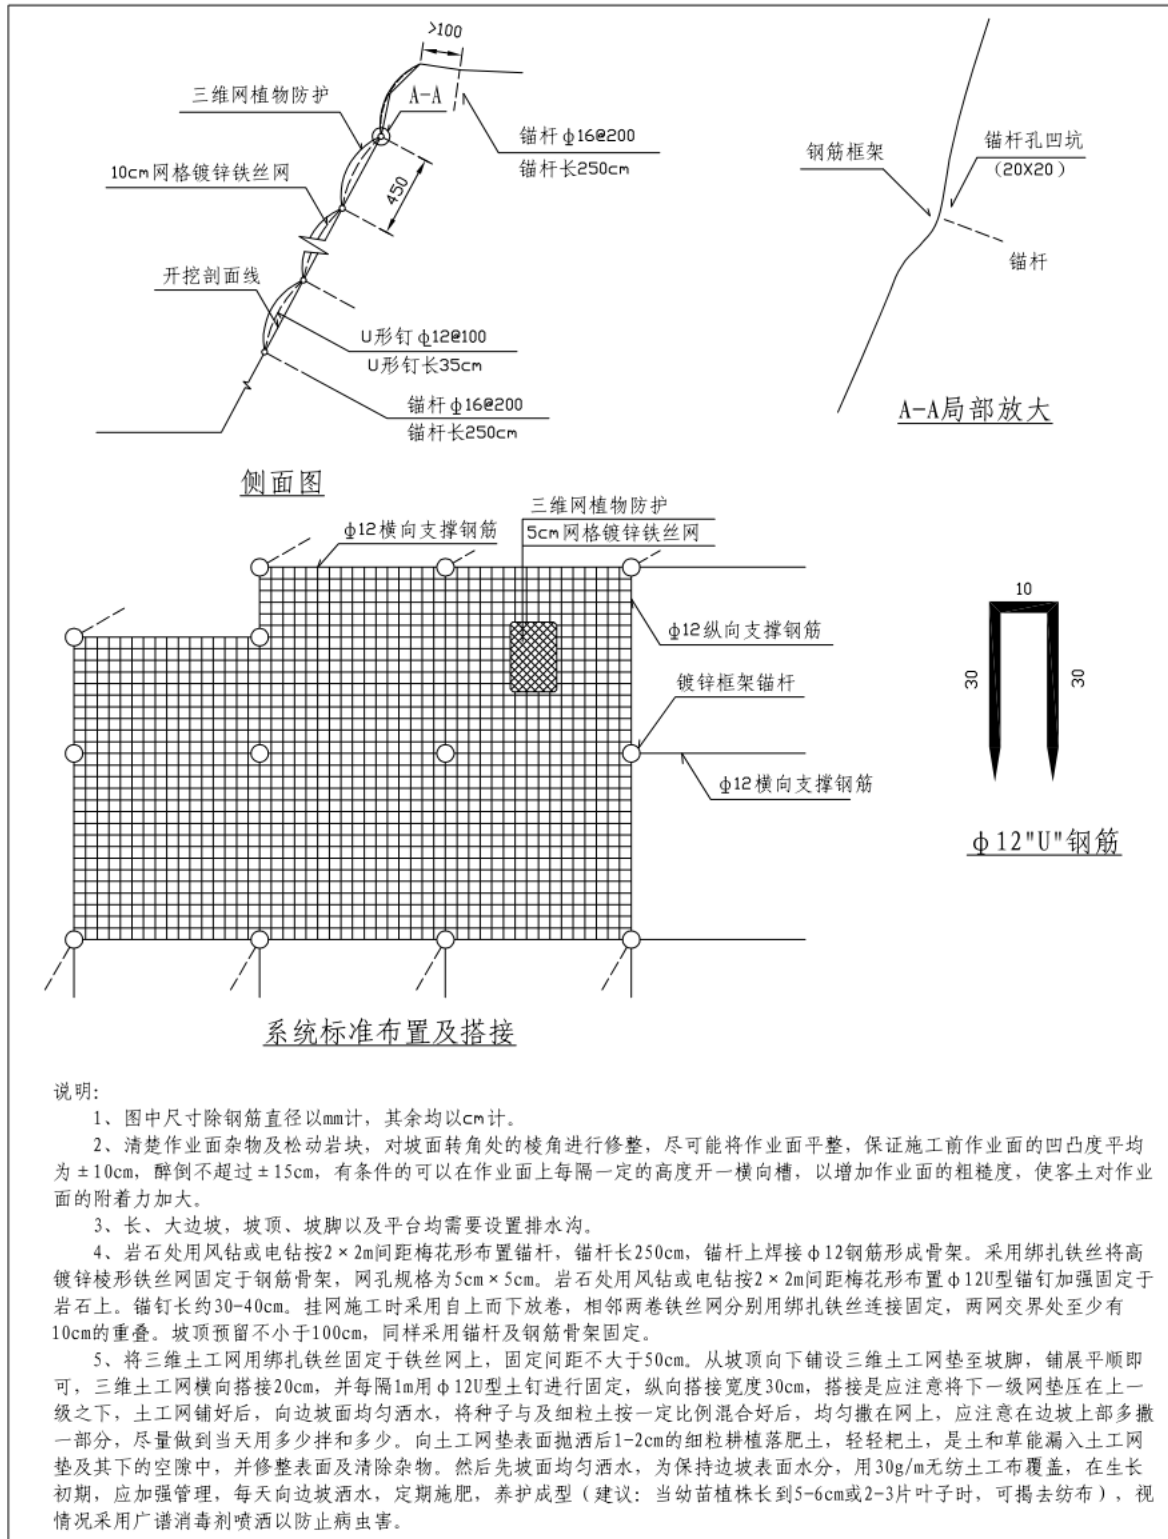 >100
三维网植物防护
A-A
锚杆ф16@200
锚杆长250cm
10cm网格镀锌铁丝网
450
开挖剖面线
U形钉ф12@100
U形钉长35cm
锚杆ф16@200
锚杆长250cm
侧面图
钢筋框架
锚杆孔凹坑
(20X20)
锚杆
A-A局部放大
三维网植物防护
5cm网格镀锌铁丝网
ф12横向支撑钢筋
ф12纵向支撑钢筋
镀锌框架锚杆
ф12横向支撑钢筋
系统标准布置及搭接
10
30
30
ф12"U"钢筋
说明:
1、图中尺寸除钢筋直径以mm计，其余均以cm计。
2、清楚作业面杂物及松动岩块，对坡面转角处的棱角进行修整，尽可能将作业面平整，保证施工前作业面的凹凸度平均
为±10cm，醉倒不超过±15cm，有条件的可以在作业面上每隔一定的高度开一横向槽，以增加作业面的粗糙度，使客土对作业
面的附着力加大。
3、长、大边坡，坡顶、坡脚以及平台均需要设置排水沟。
4、岩石处用风钻或电钻按2×2m间距梅花形布置锚杆，锚杆长250cm，锚杆上焊接ф12钢筋形成骨架。采用绑扎铁丝将高
镀锌棱形铁丝网固定于钢筋骨架，网孔规格为5cm×5cm。岩石处用风钻或电钻按2×2m间距梅花形布置ф12U型锚钉加强固定于
岩石上。锚钉长约30-40cm。挂网施工时采用自上而下放卷，相邻两卷铁丝网分别用绑扎铁丝连接固定，两网交界处至少有
10cm的重叠。坡顶预留不小于100cm，同样采用锚杆及钢筋骨架固定。
5、将三维土工网用绑扎铁丝固定于铁丝网上，固定间距不大于50cm。从坡顶向下铺设三维土工网垫至坡脚，铺展平顺即
可，三维土工网横向搭接20cm，并每隔1m用ф12U型土钉进行固定，纵向搭接宽度30cm，搭接是应注意将下一级网垫压在上一
级之下，土工网铺好后，向边坡面均匀洒水，将种子与及细粒土按一定比例混合好后，均匀撒在网上，应注意在边坡上部多撒
一部分，尽量做到当天用多少拌和多少。向土工网垫表面抛洒后1-2cm的细粒耕植落肥土，轻轻耙土，是土和草能漏入土工网
垫及其下的空隙中，并修整表面及清除杂物。然后先坡面均匀洒水，为保持边坡表面水分，用30g/m无纺土工布覆盖，在生长
初期，应加强管理，每天向边坡洒水，定期施肥，养护成型（建议：当幼苗植株长到5-6cm或2-3片叶子时，可揭去纺布），视
情况采用广谱消毒剂喷洒以防止病虫害。